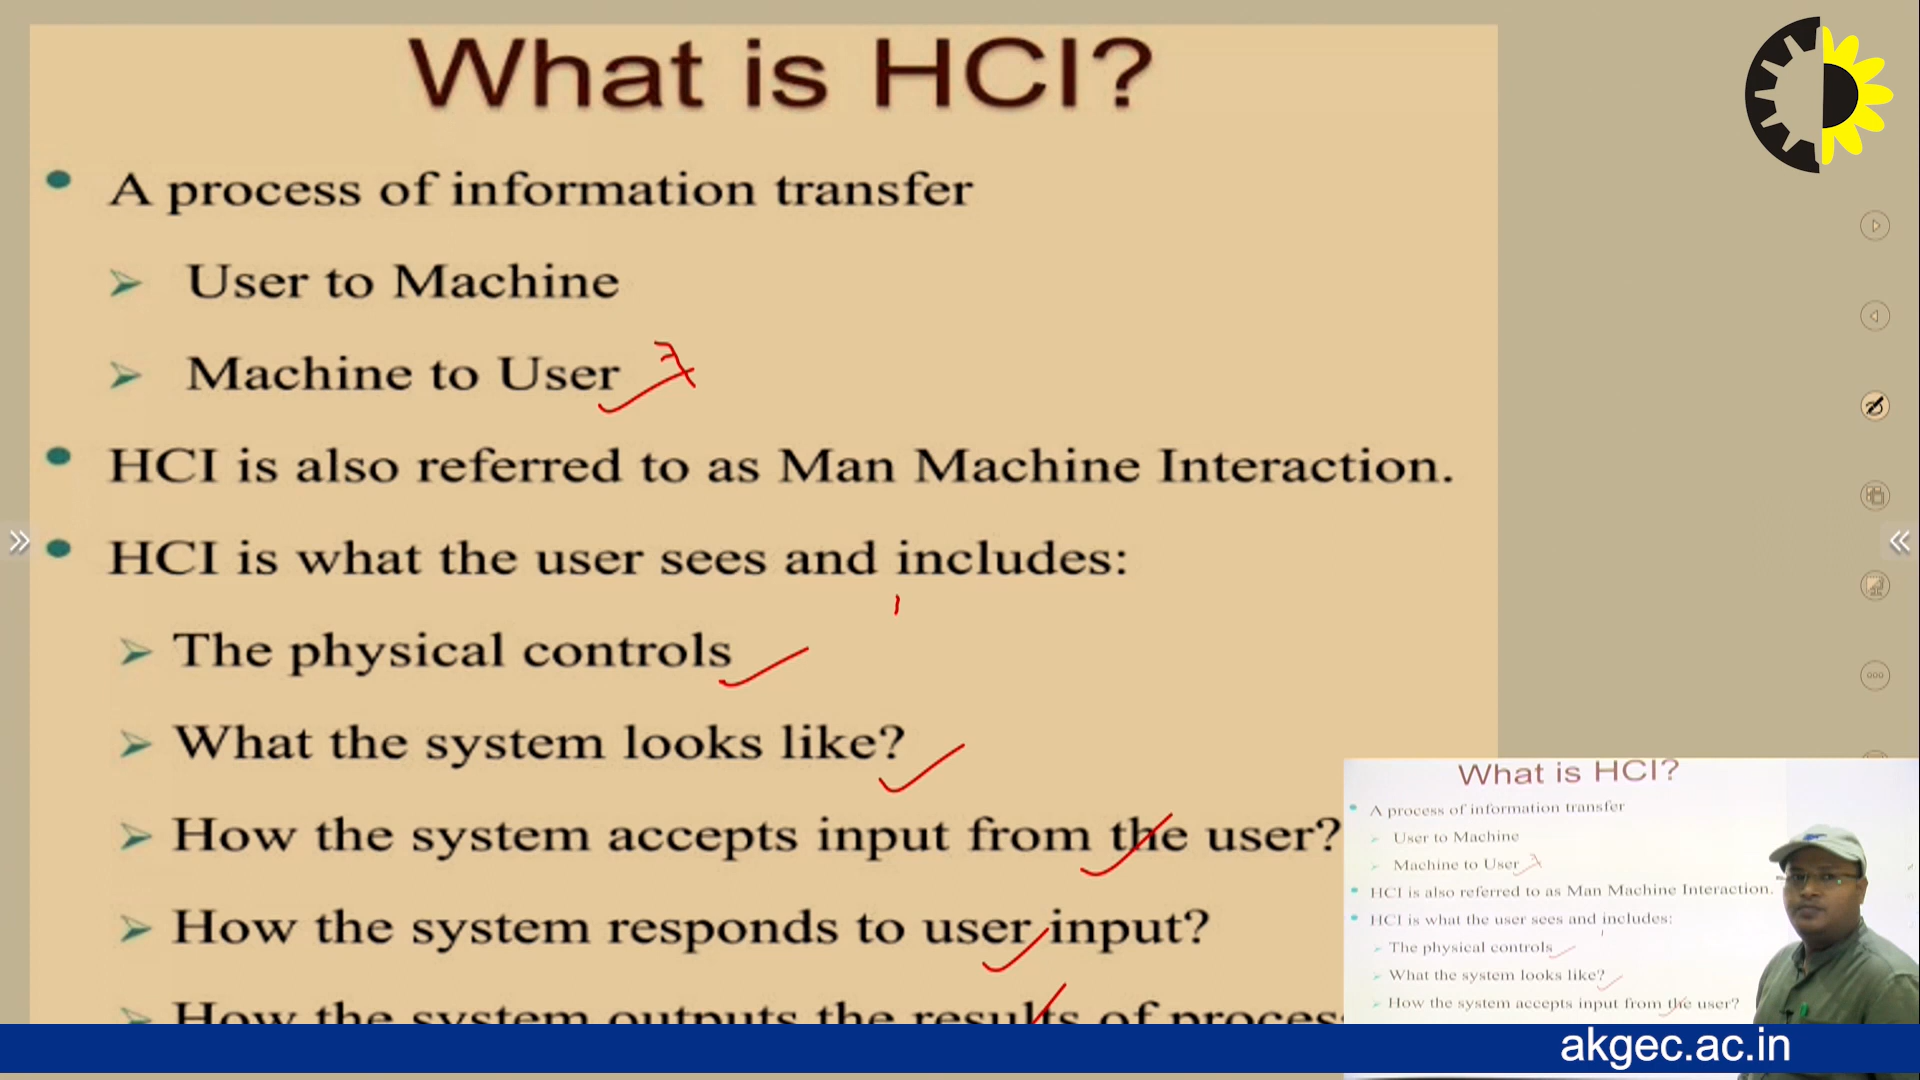 What is HCI?
A process of information transfer
User to Machine
Machine to User
HCI is also referred to as Man Machine Interaction.
HCI is what the user sees and includes:
The physical controls
What the system looks like?
How the system accepts input from the user?
How the system responds to user input?
How the system outputs the results of
What is HCI?
A process of information transfer
User to Machine
Machine to User
HCI is also referred to as Man Machine Interaction.
HCI is what the user sees and includes:
The physical controls
What the system looks like?
How the system accepts input from the user?
akgec.ac.in